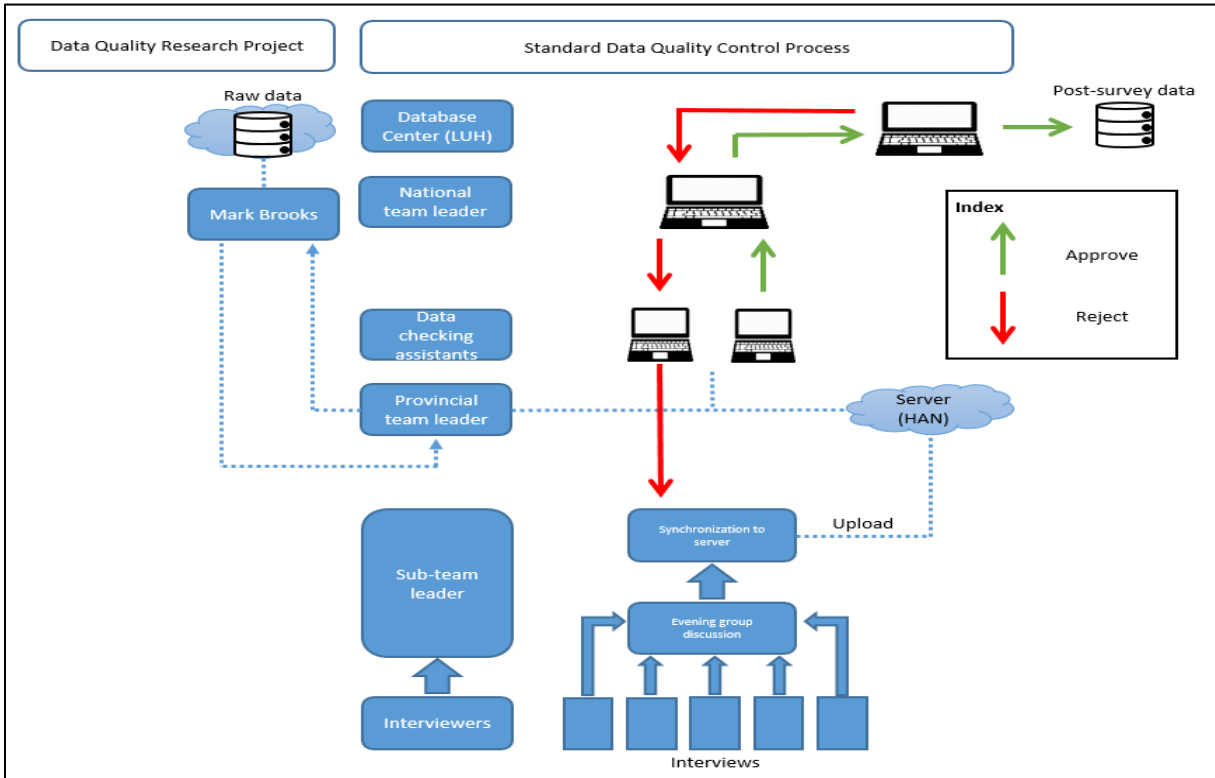 Data Quality Research Project
Standard Data Quality Control Process
Raw data
Database
Center (LUH)
Post-survey data
Mark Brooks
National
team leader
Index
Approve
Reject
Data
checking
assistants
Provincial
team leader
Server
(HAN)
Synchronization to
server
Upload
Sub-team
leader
Evening group
discussion
Interviewers
Interviews